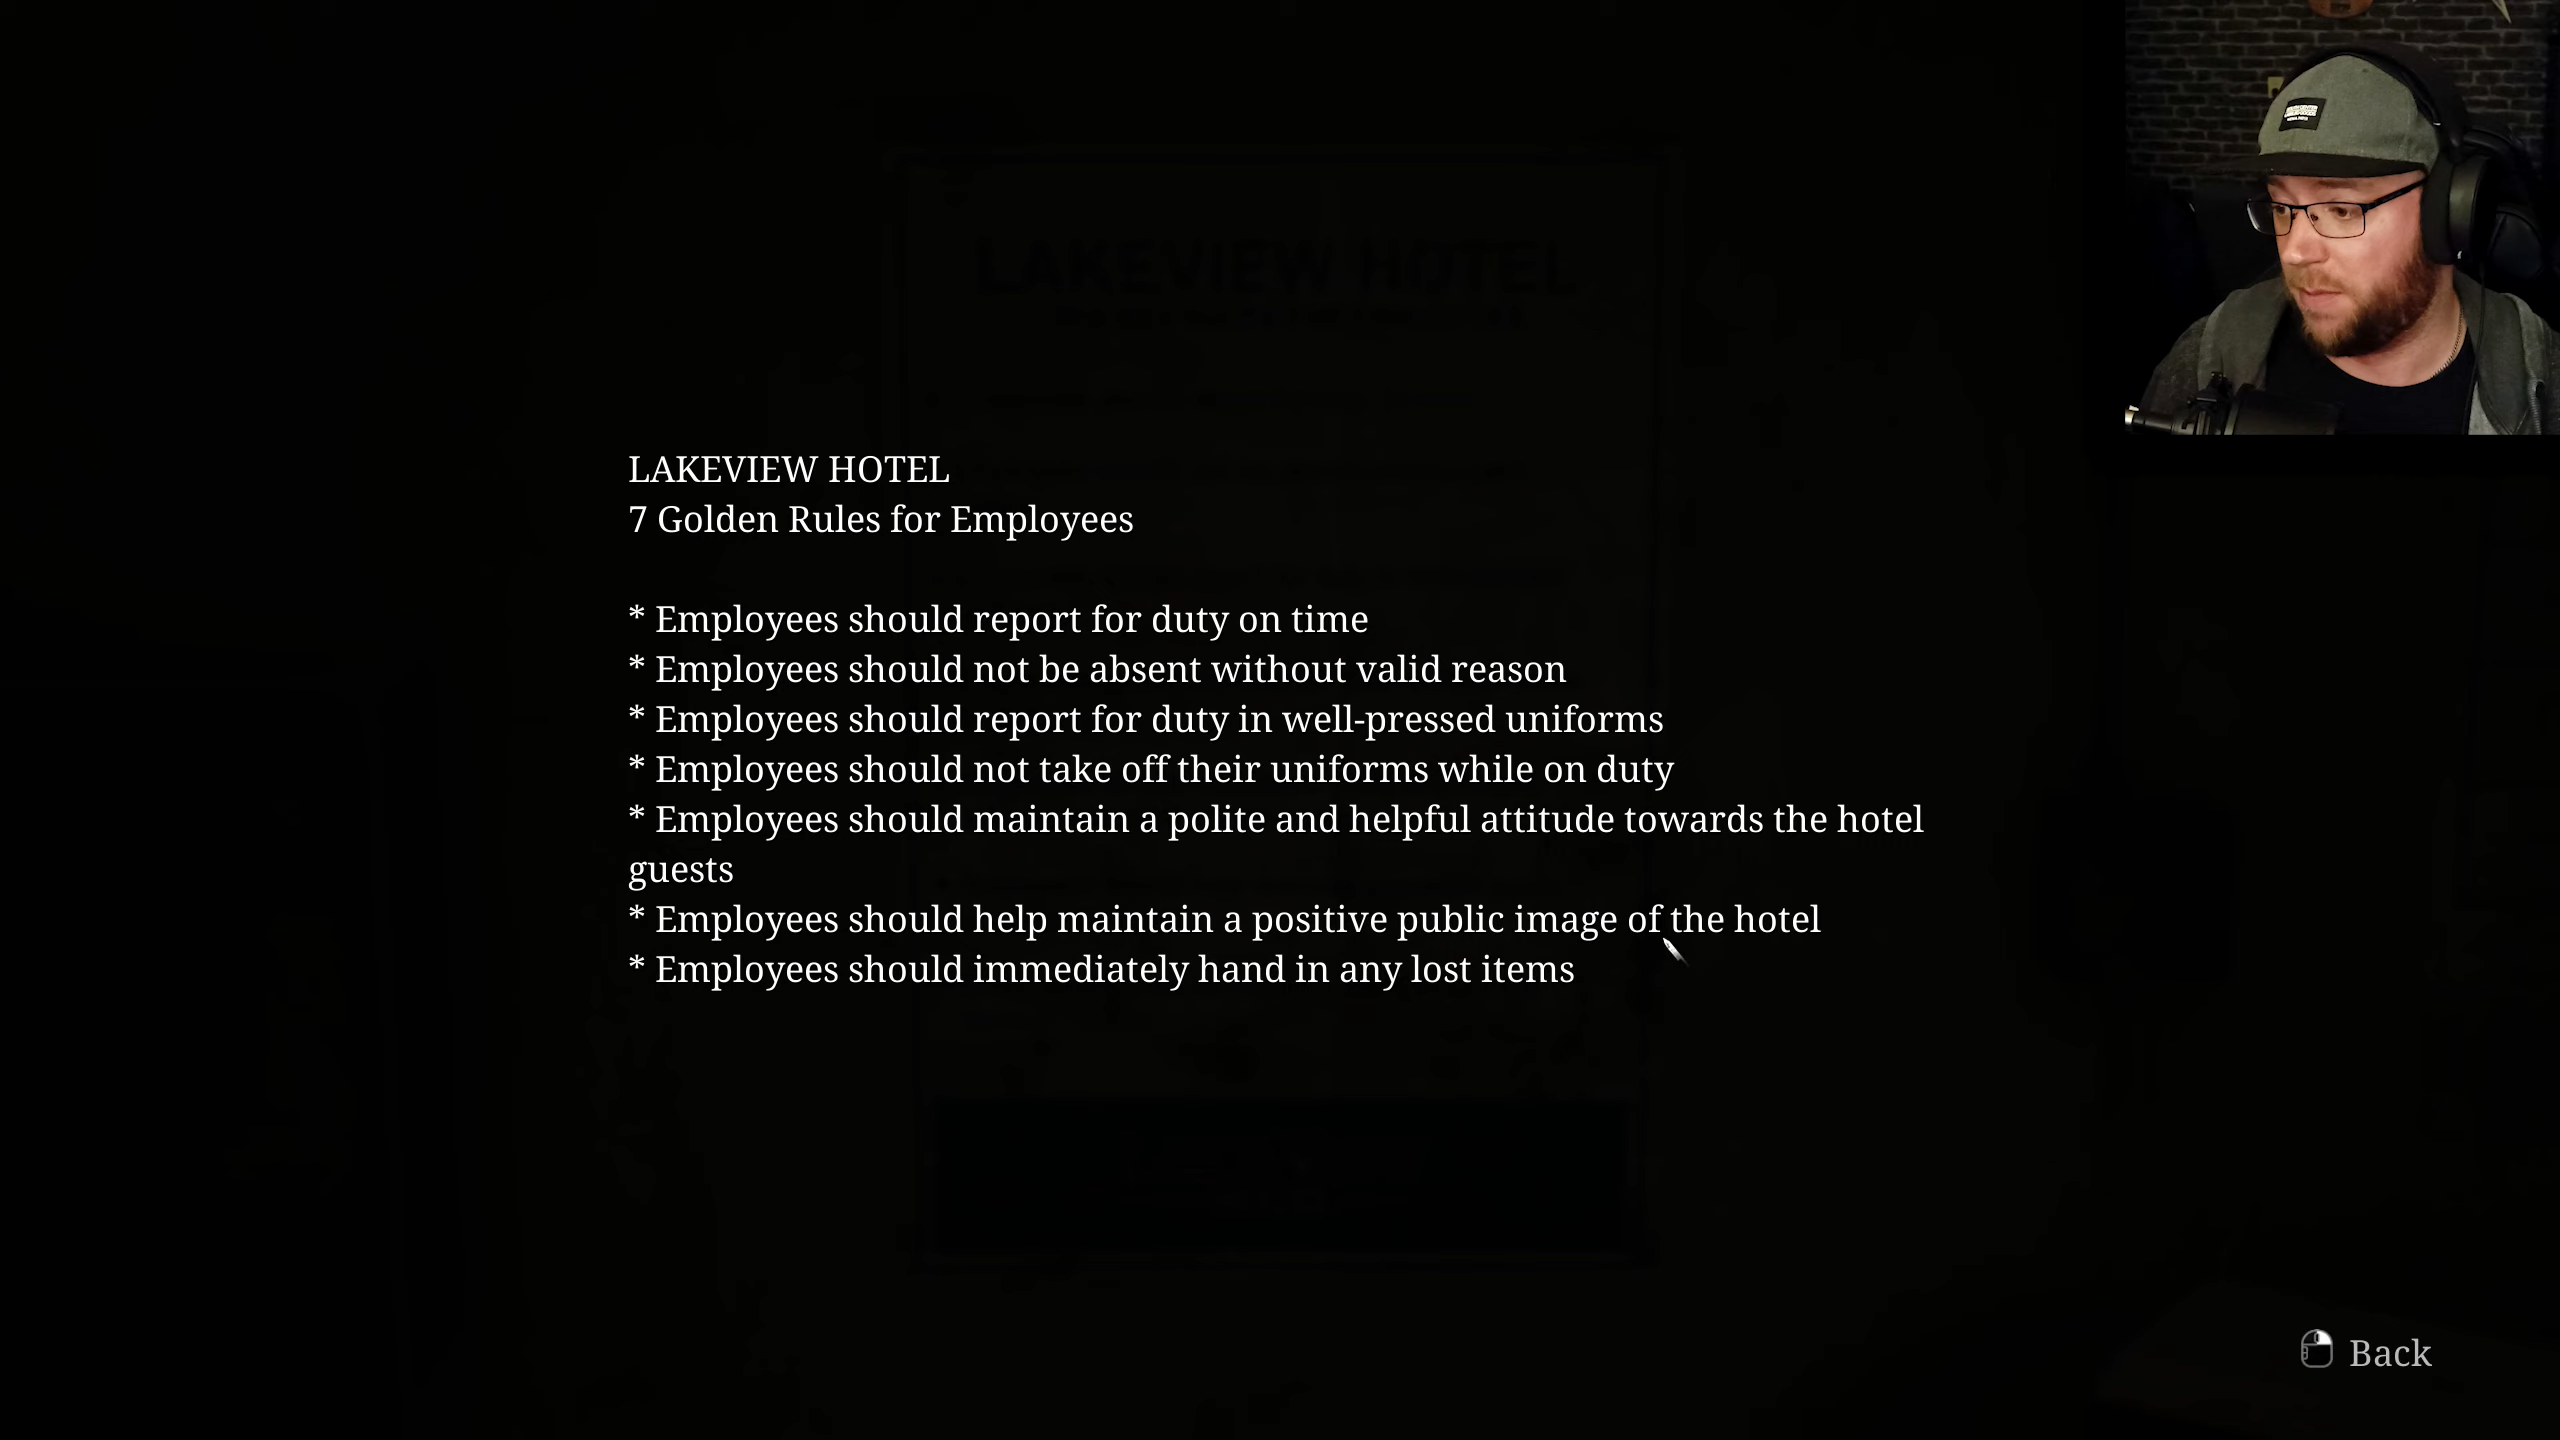 LAKEVIEW HOTEL
LAKEVIEW HOTEL
7 Golden Rules for Employees
* Employees should report for duty on time
* Employees should not be absent without valid reason
* Employees should report for duty in well-pressed uniforms
* Employees should not take off their uniforms while on duty
* Employees should maintain a polite and helpful attitude towards the hotel
guests
* Employees should help maintain a positive public image of the hotel
* Employees should immediately hand in any lost items
Back